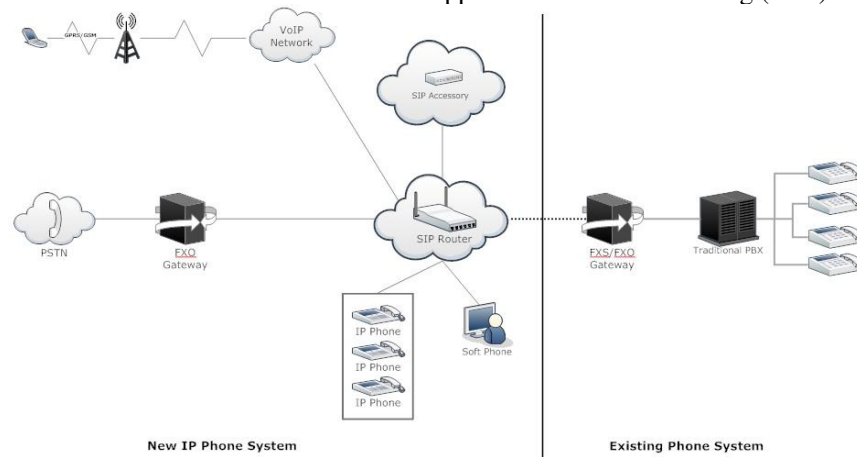 GPRS/GSM
VoIP
Network
SIP Accessory
PSTN
FXO
Gateway
SIP Router
FXS/FXO
Gateway
Traditional PBX
IP Phone
IP Phone
IP Phone
Soft Phone
New IP Phone System
Existing Phone System